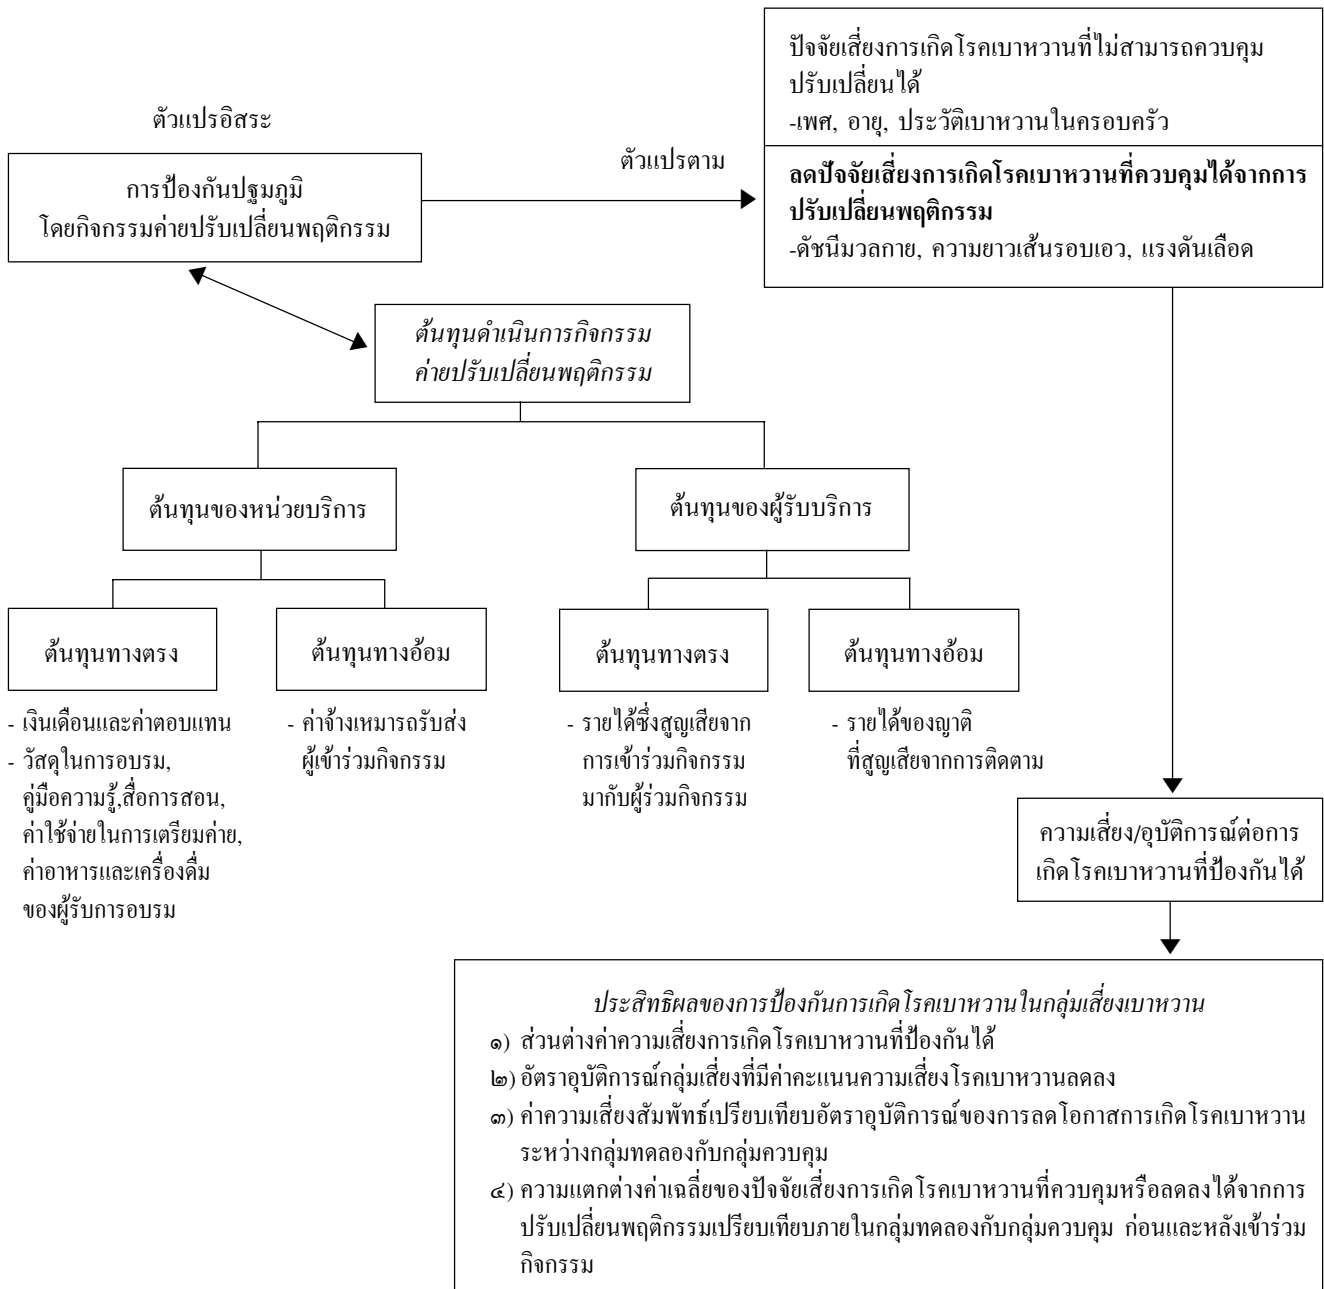 ปัจจัยเสี่ยงการเกิดโรคเบาหวานที่ไม่สามารถควบคุม
ปรับเปลี่ยนได้
-เพศ, อายุ, ประวัติเบาหวานในครอบครัว
ตัวแปรอิสระ
ตัวแปรตาม
การป้องกันปฐมภูมิ
โดยกิจกรรมค่ายปรับเปลี่ยนพฤติกรรม
ลดปัจจัยเสี่ยงการเกิดโรคเบาหวานที่ควบคุมได้จากการ
ปรับเปลี่ยนพฤติกรรม
-ดัชนีมวลกาย, ความยาวเส้นรอบเอว, แรงดันเลือด
ต้นทุนดำเนินการกิจกรรม
ค่ายปรับเปลี่ยนพฤติกรรม
ต้นทุนของหน่วยบริการ
ต้นทุนของผู้รับบริการ
ต้นทุนทางตรง
ต้นทุนทางอ้อม
ต้นทุนทางตรง
ต้นทุนทางอ้อม
- เงินเดือนและค่าตอบแทน
- วัสดุในการอบรม,
คู่มือความรู้,สื่อการสอน,
ค่าใช้จ่ายในการเตรียมค่าย,
ค่าอาหารและเครื่องดื่ม
ของผู้รับการอบรม
- ค่าจ้างเหมารถรับส่ง
ผู้เข้าร่วมกิจกรรม
- รายได้ซึ่งสูญเสียจาก
การเข้าร่วมกิจกรรม
มากับผู้ร่วมกิจกรรม
- รายได้ของญาติ
ที่สูญเสียจากการติดตาม
ความเสี่ยง/อุบัติการณ์ต่อการ
เกิดโรคเบาหวานที่ป้องกันได้
ประสิทธิผลของการป้องกันการเกิดโรคเบาหวานในกลุ่มเสี่ยงเบาหวาน
๑) ส่วนต่างค่าความเสี่ยงการเกิดโรคเบาหวานที่ป้องกันได้
๒) อัตราอุบัติการณ์กลุ่มเสี่ยงที่มีค่าคะแนนความเสี่ยงโรคเบาหวานลดลง
๓) ค่าความเสี่ยงสัมพัทธ์เปรียบเทียบอัตราอุบัติการณ์ของการลดโอกาสการเกิดโรคเบาหวาน
ระหว่างกลุ่มทดลองกับกลุ่มควบคุม
๔) ความแตกต่างค่าเฉลี่ยของปัจจัยเสี่ยงการเกิดโรคเบาหวานที่ควบคุมหรือลดลงได้จากการ
ปรับเปลี่ยนพฤติกรรมเปรียบเทียบภายในกลุ่มทดลองกับกลุ่มควบคุม ก่อนและหลังเข้าร่วม
กิจกรรม